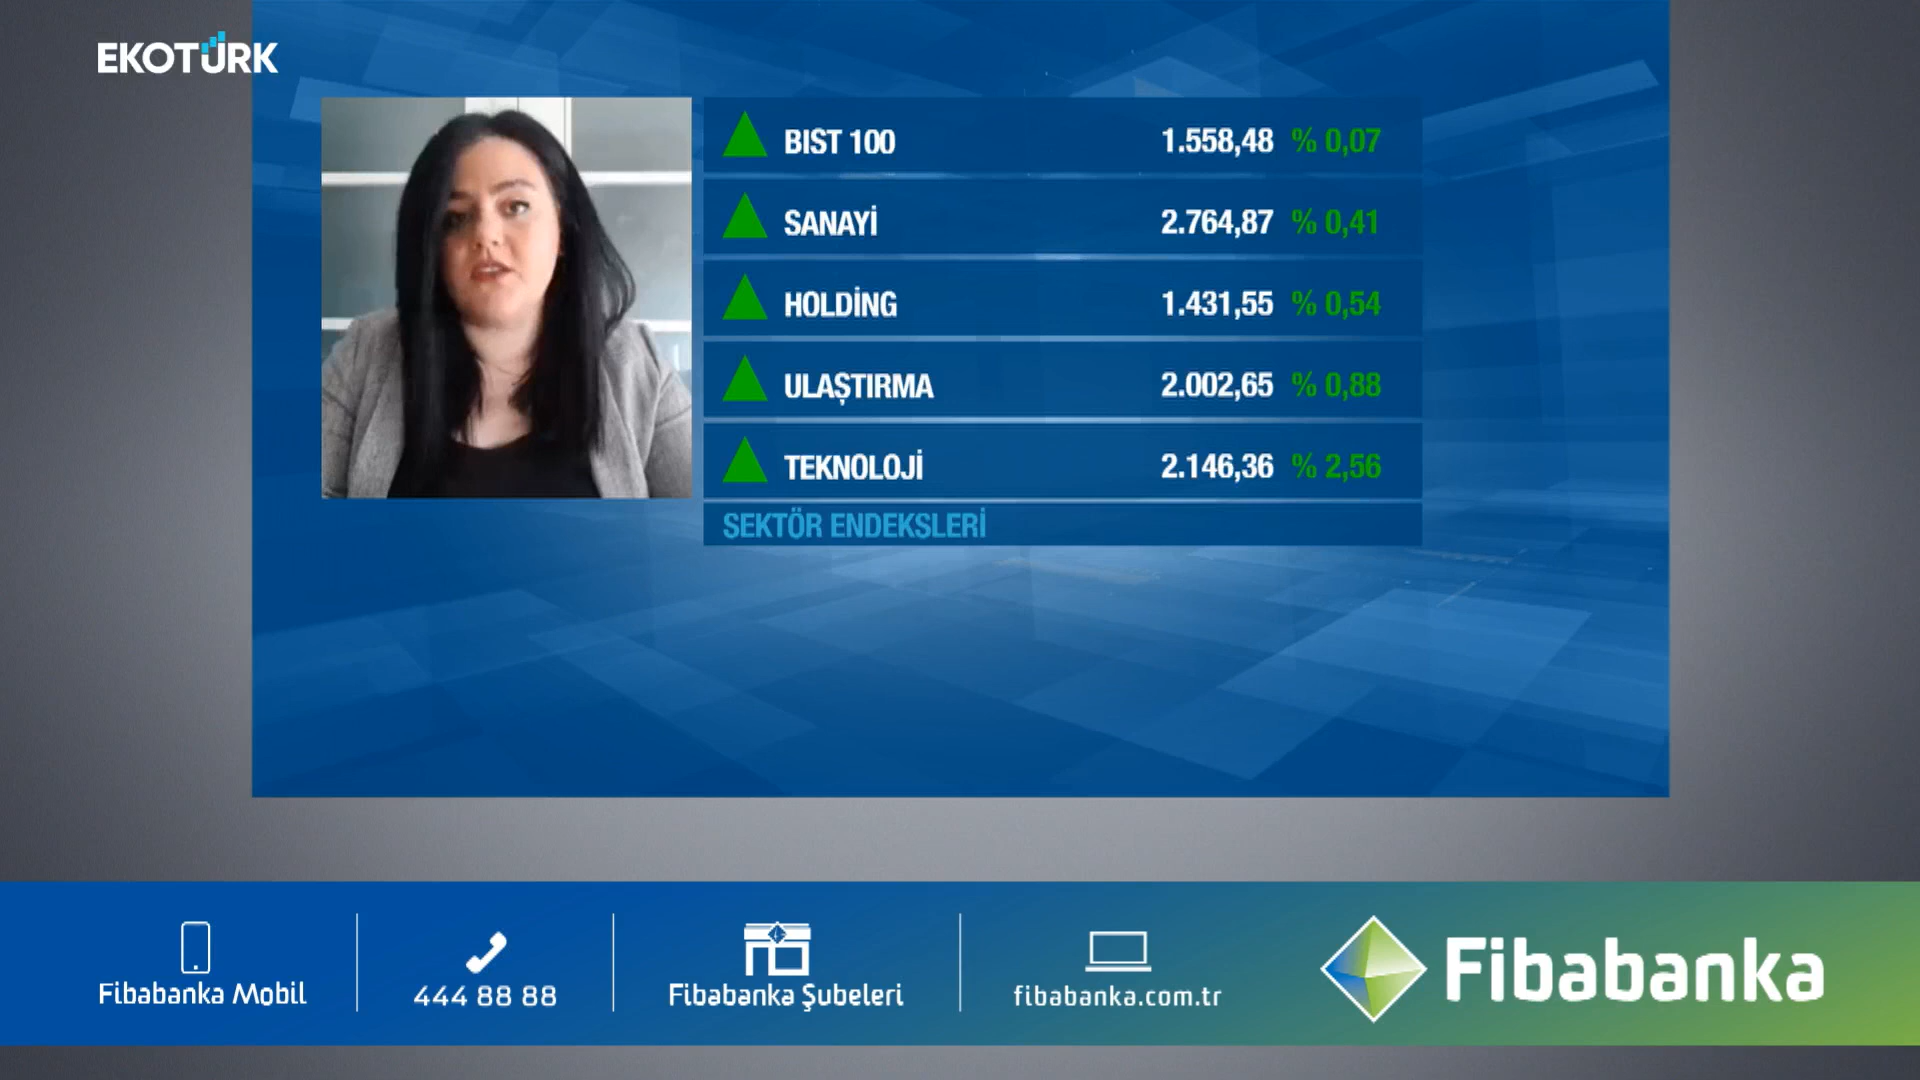 EKOTÜRK
BIST 100 1.558,48 % 0,07
SANAYİ 2.764,87 % 0,41
HOLDİNG 1.431,55 % 0,54
ULAŞTIRMA 2.002,65 % 0,88
TEKNOLOJİ 2.146,36 % 2,56
SEKTÖR ENDEKSLERİ
Fibabanka Mobil
444 88 88
Fibabanka Şubeleri
fibabanka.com.tr
Fibabanka